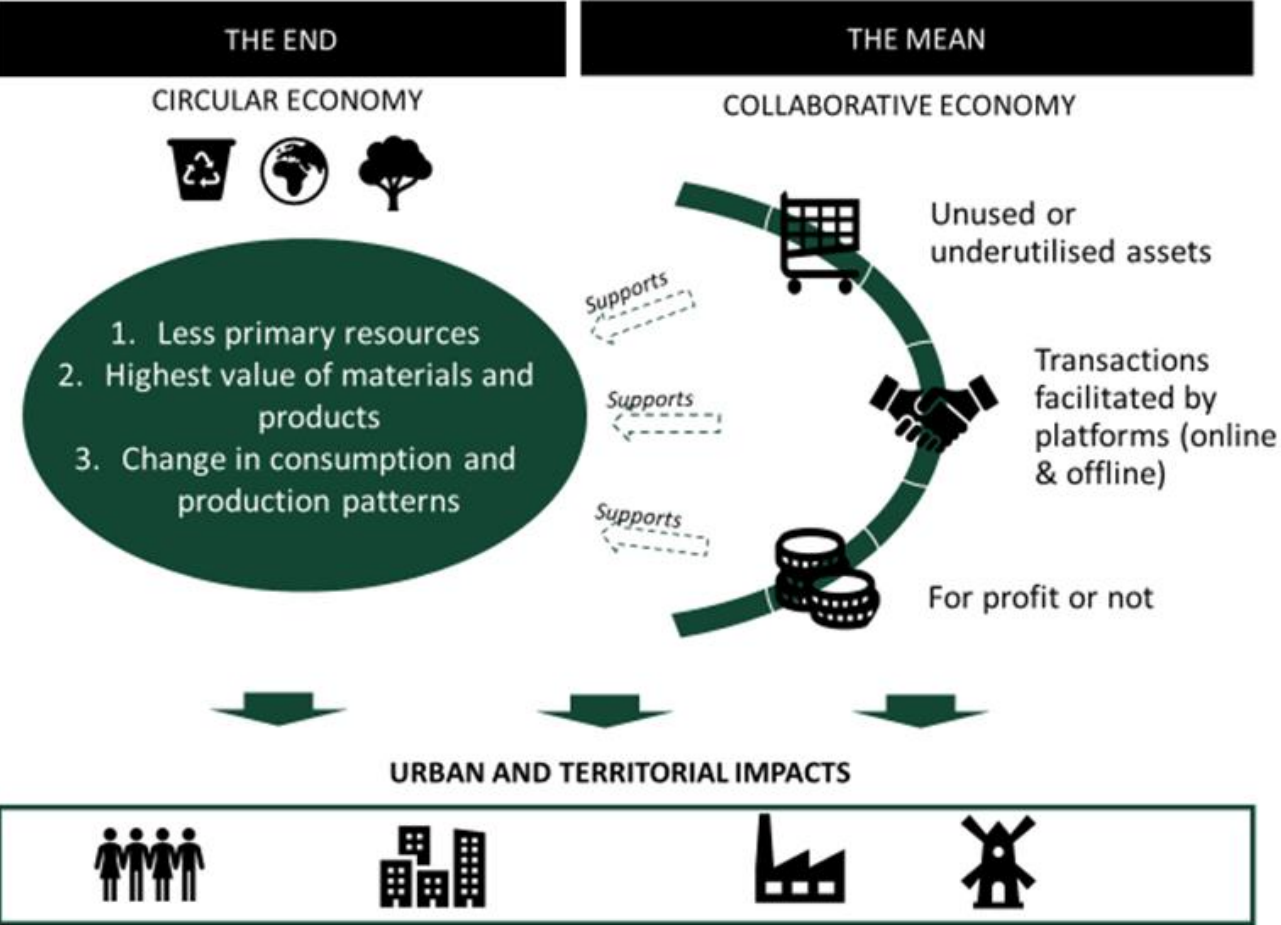 THE END
THE MEAN
CIRCULAR ECONOMY
COLLABORATIVE ECONOMY
1. Less primary resources
2. Highest value of materials and
products
3. Change in consumption and
production patterns
Supports
Supports
Supports
Unused or
underutilised assets
Transactions
facilitated by
platforms (online
& offline)
For profit or not
URBAN AND TERRITORIAL IMPACTS